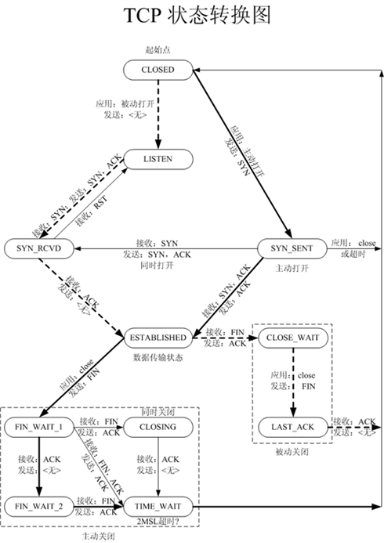 TCP 状态转换图
起始点
CLOSED
应用：被动打开
发送：<无>
应用：主动打开
发送：SYN
LISTEN
接收：SYN；发送：SYN，ACK
接收：RST
SYN_RCVD
接收：SYN
发送：SYN，ACK
同时打开
SYN_SENT
主动打开
应用：close
或超时
接收：ACK
发送：<无>
接收：SYN，ACK
发送：ACK
ESTABLISHED
数据传输状态
接收：FIN
发送：ACK
CLOSE_WAIT
应用：close
发送：FIN
应用：close
发送： FIN
LAST_ACK
接收：ACK
发送：<无>
被动关闭
同时关闭
FIN_WAIT_1
接收：FIN
发送：ACK
CLOSING
接收：ACK
发送：<无>
接收：FIN，ACK
发送：ACK
接收：ACK
发送：<无>
FIN_WAIT_2
接收：FIN
发送：ACK
TIME_WAIT
2MSL超时?
主动关闭